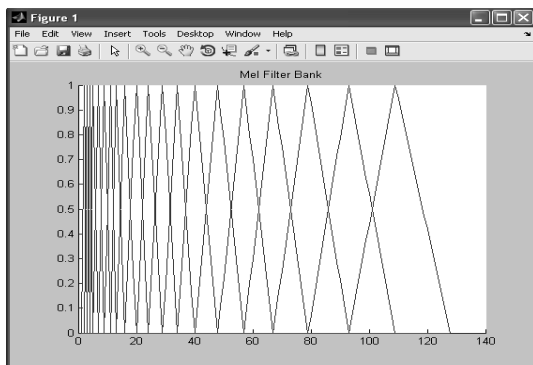 Figure 1
File Edit View Insert Tools Desktop Window Help
Mel Filter Bank
1
0.9
0.8
0.7
0.6
0.5
0.4
0.3
0.2
0.1
0
0 20 40 60 80 100 120 140